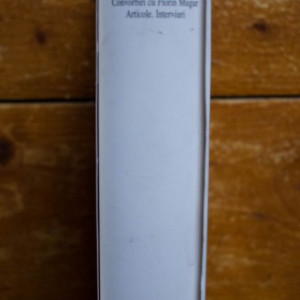 Convorbiri cu Florin Mugur
Articole. Interviuri